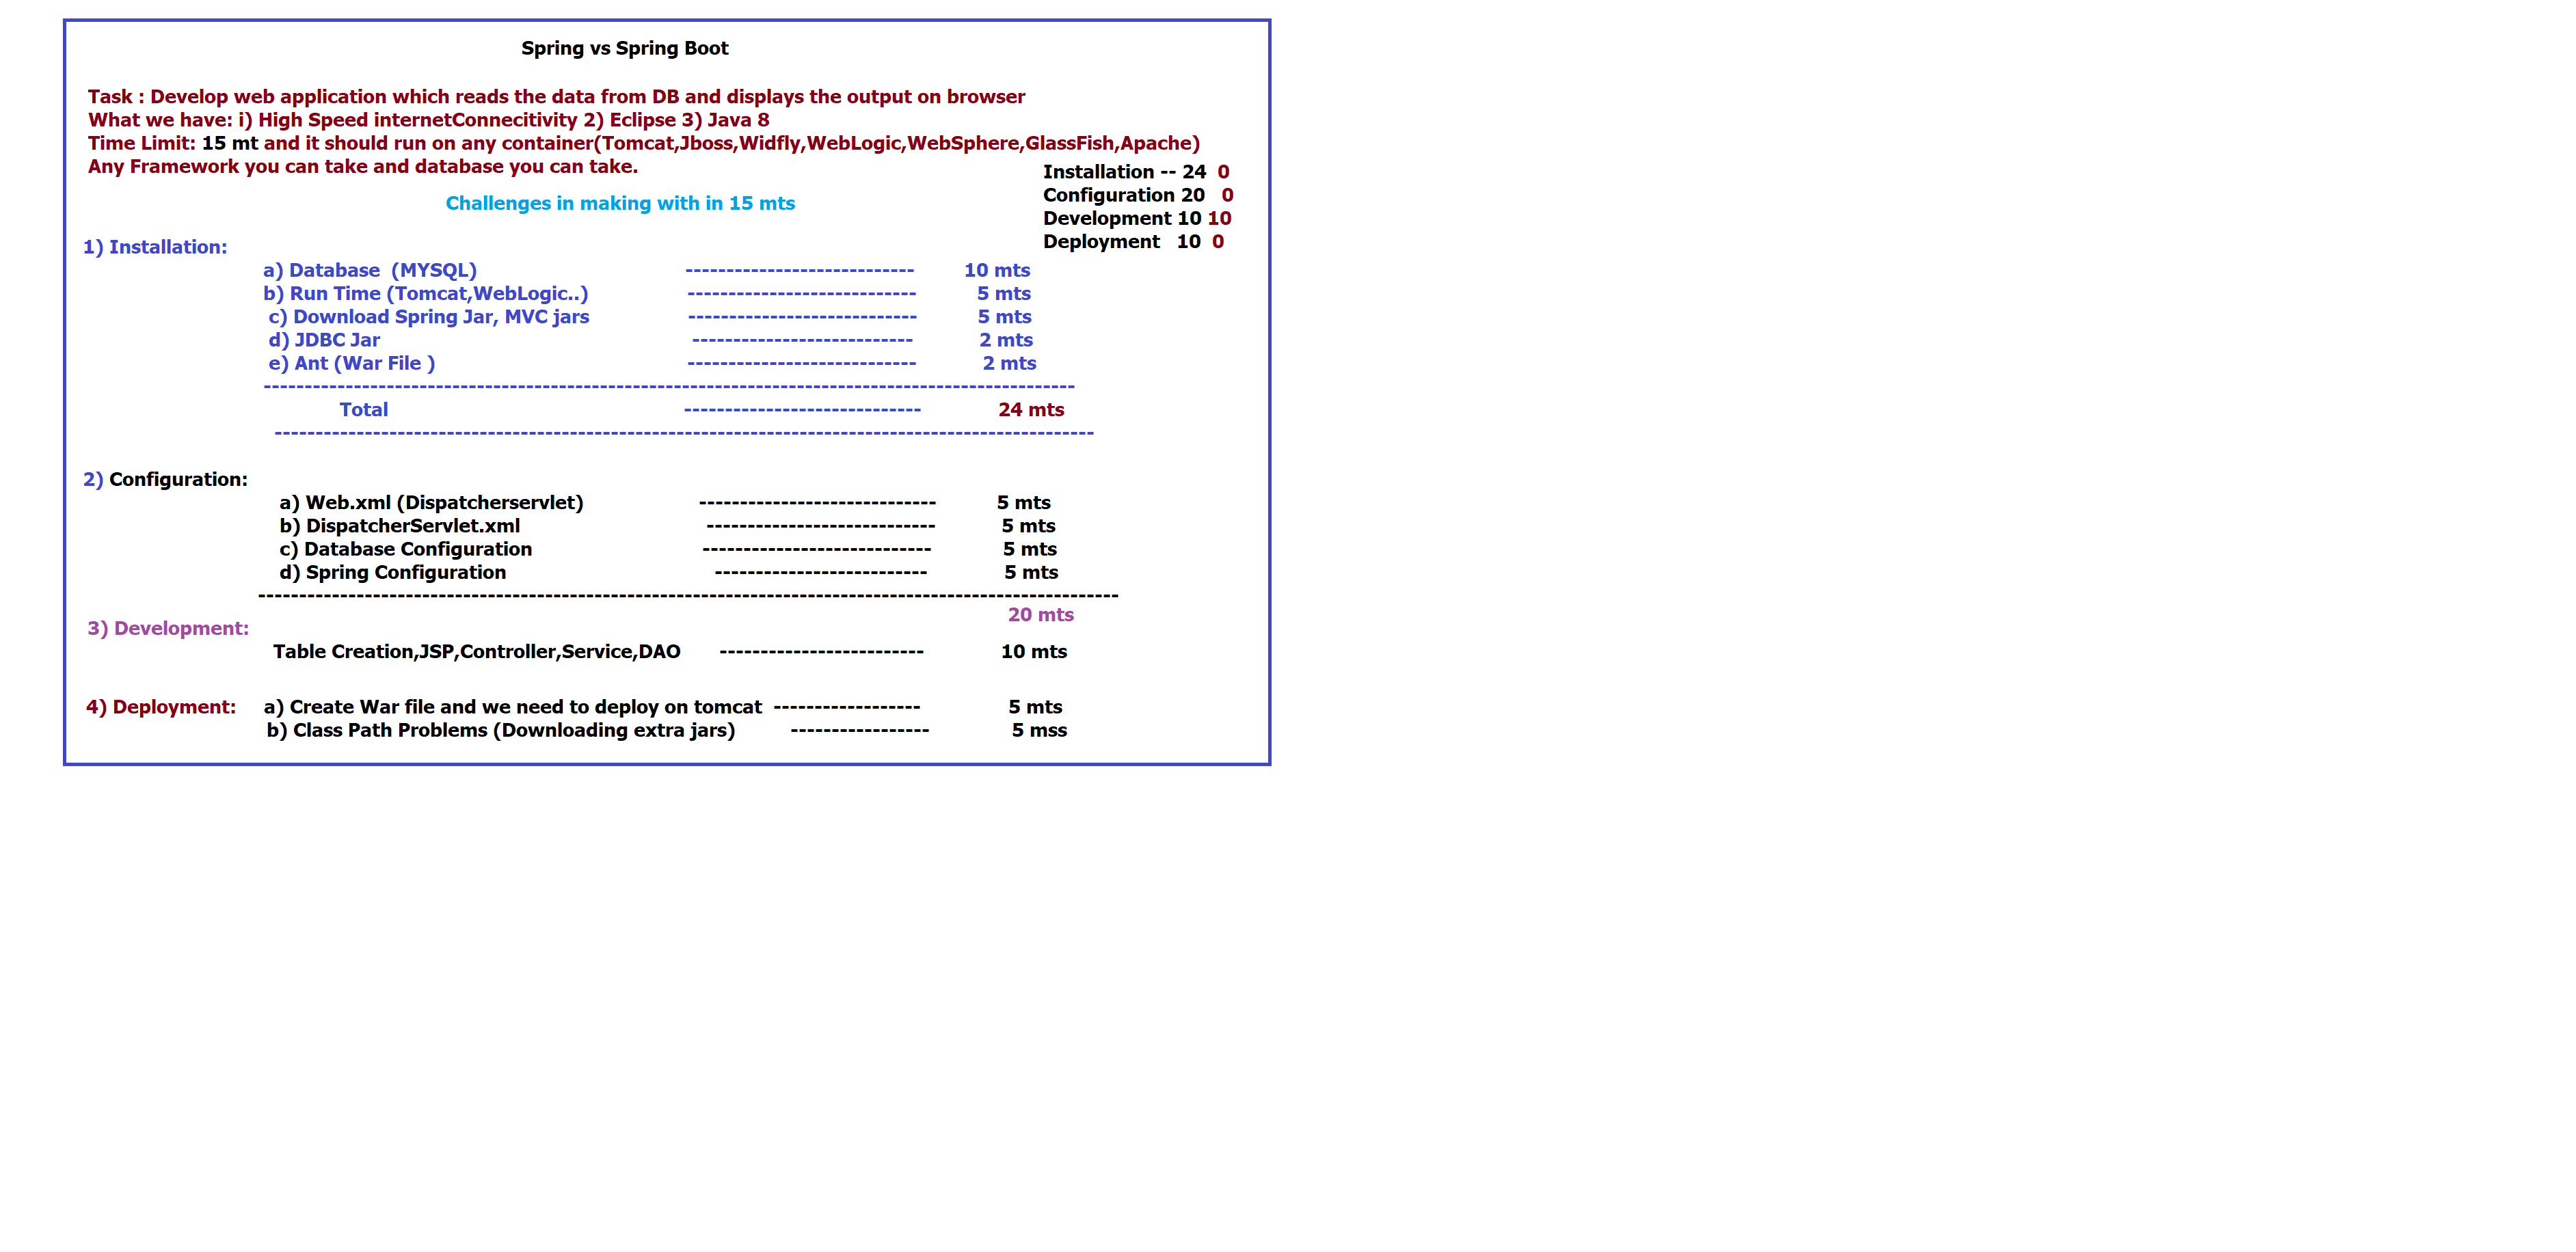 Spring vs Spring Boot
Task : Develop web application which reads the data from DB and displays the output on browser
What we have: i) High Speed internetConnecitivity 2) Eclipse 3) Java 8
Time Limit: 15 mt and it should run on any container(Tomcat,Jboss,Widfly,WebLogic,WebSphere,GlassFish,Apache)
Any Framework you can take and database you can take.
Installation -- 24 0
Configuration 20 0
Development 10 10
Deployment 10 0
Challenges in making with in 15 mts
1) Installation:
a) Database (MYSQL) ---------------------------- 10 mts
b) Run Time (Tomcat,WebLogic..) ---------------------------- 5 mts
c) Download Spring Jar, MVC jars ---------------------------- 5 mts
d) JDBC Jar --------------------------- 2 mts
e) Ant (War File ) ---------------------------- 2 mts
---------------------------------------------------------------------------------------------------
Total ----------------------------- 24 mts
----------------------------------------------------------------------------------------------------
2) Configuration:
a) Web.xml (Dispatcherservlet) ----------------------------- 5 mts
b) DispatcherServlet.xml ---------------------------- 5 mts
c) Database Configuration ---------------------------- 5 mts
d) Spring Configuration -------------------------- 5 mts
---------------------------------------------------------------------------------------------------------
20 mts
3) Development:
Table Creation,JSP,Controller,Service,DAO ------------------------- 10 mts
4) Deployment: a) Create War file and we need to deploy on tomcat ------------------ 5 mts
b) Class Path Problems (Downloading extra jars) ----------------- 5 mss